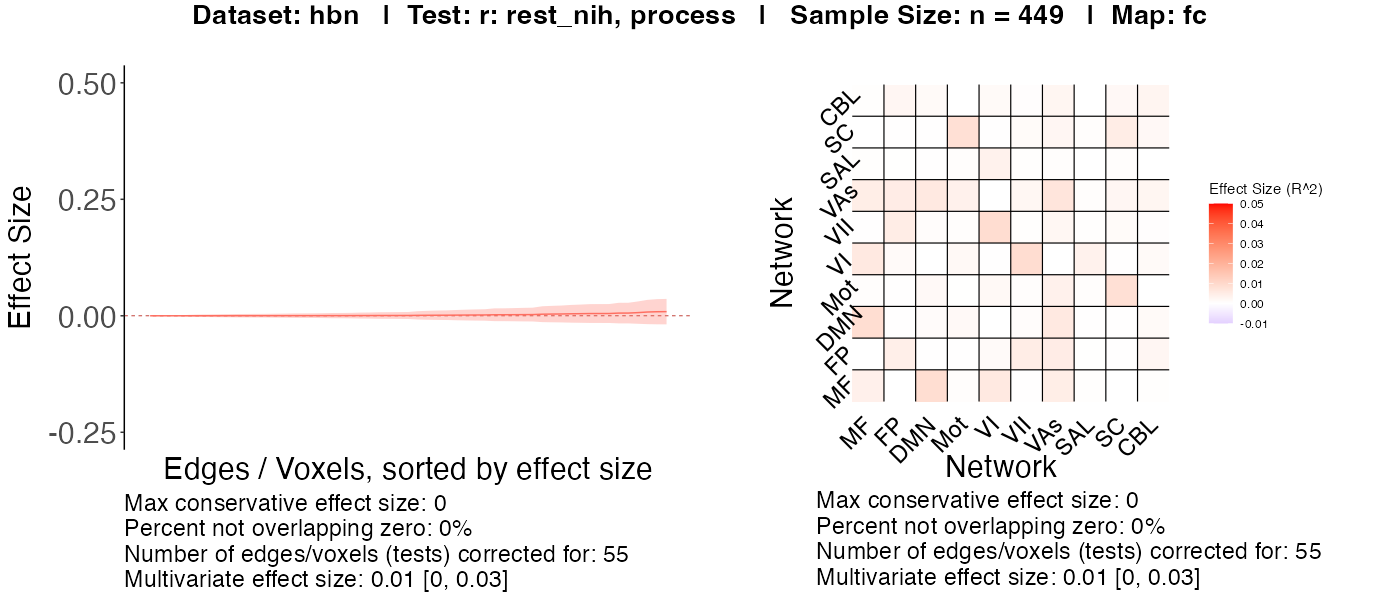 Dataset: hbn | Test: r: rest_nih, process | Sample Size: n = 449 | Map: fc
0.50
0.25
0.00
-0.25
Effect Size
Edges / Voxels, sorted by effect size
Max conservative effect size: 0
Percent not overlapping zero: 0%
Number of edges/voxels (tests) corrected for: 55
Multivariate effect size: 0.01 [0, 0.03]
Network
CBL
SC
SAL
VAs
VII
VI
Mot
DMN
FP
MF
MF
FP
DMN
Mot
VI
VII
VAs
SAL
SC
CBL
Network
Effect Size (R^2)
0.05
0.04
0.03
0.02
0.01
0.00
-0.01
Max conservative effect size: 0
Percent not overlapping zero: 0%
Number of edges/voxels (tests) corrected for: 55
Multivariate effect size: 0.01 [0, 0.03]